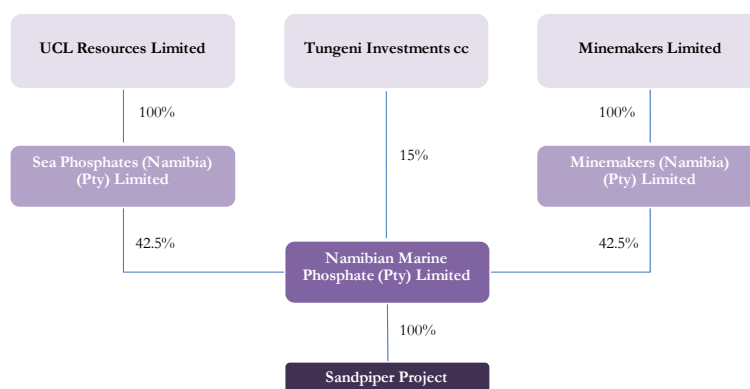 UCL Resources Limited
Tungeni Investments cc
Minemakers Limited
100%
100%
15%
Sea Phosphates (Namibia)
(Pty) Limited
Minemakers (Namibia)
(Pty) Limited
42.5%
42.5%
Namibian Marine
Phosphate (Pty) Limited
100%
Sandpiper Project